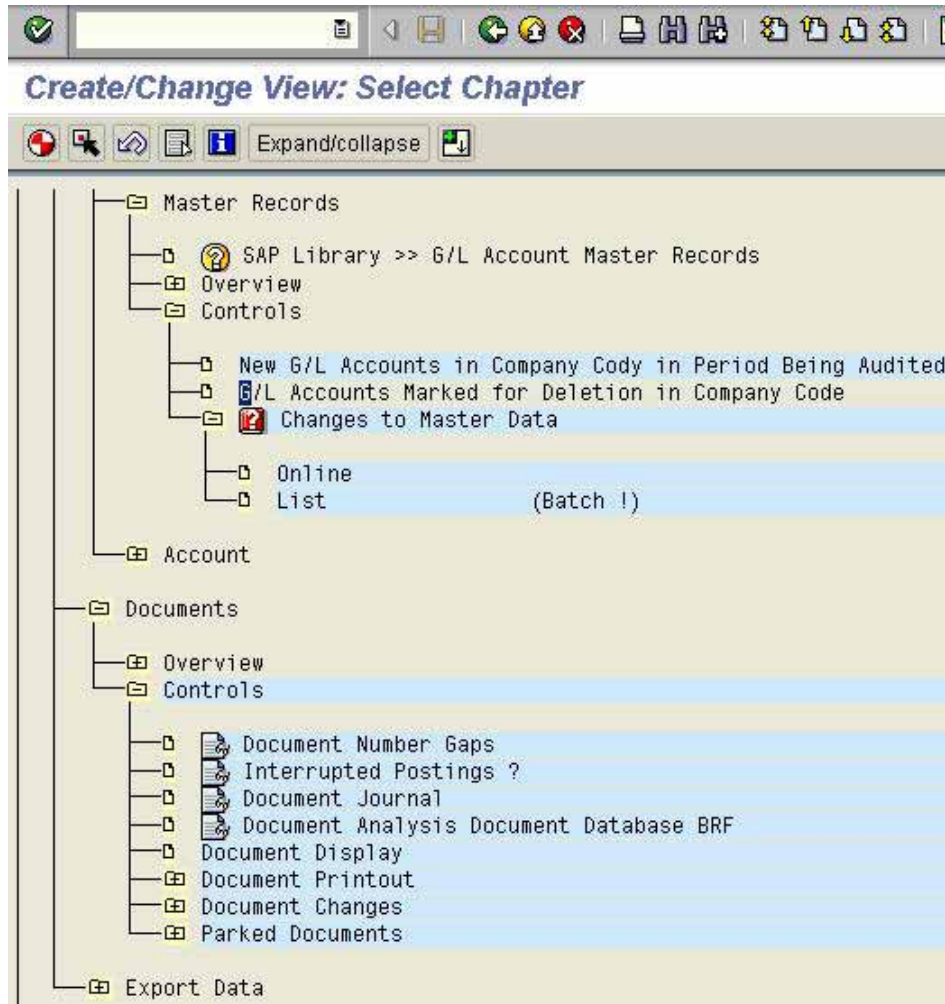 Create/Change View: Select Chapter
Expand/collapse
Master Records
SAP Library >> G/L Account Master Records
Overview
Controls
New G/L Accounts in Company Cody in Period Being Audited
G/L Accounts Marked for Deletion in Company Code
Changes to Master Data
Online
List (Batch !)
Account
Documents
Overview
Controls
Document Number Gaps
Interrupted Postings ?
Document Journal
Document Analysis Document Database BRF
Document Display
Document Printout
Document Changes
Parked Documents
Export Data